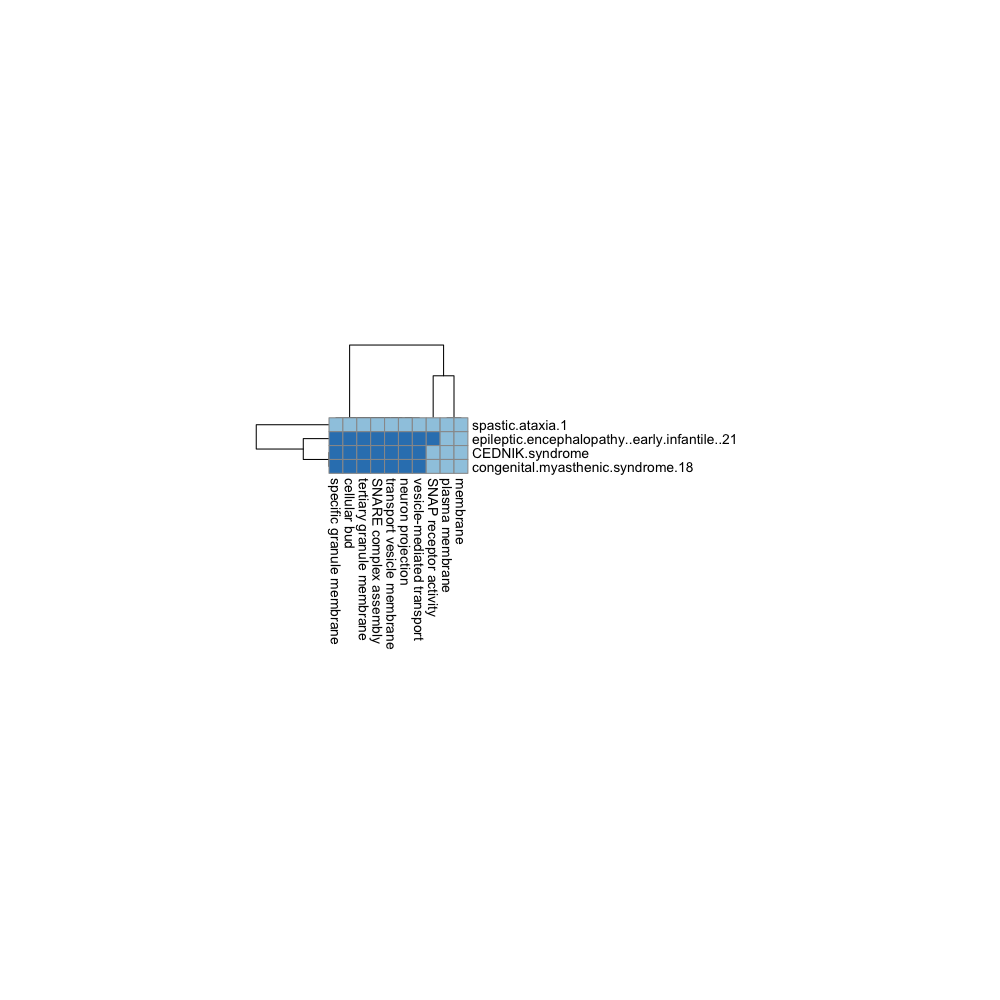 spastic.ataxia.1
epileptic.encephalopathy..early.infantile..21
CEDNIK.syndrome
congenital.myasthenic.syndrome.18
specific granule membrane
cellular bud
tertiary granule membrane
SNARE complex assembly
transport vesicle membrane
neuron projection
vesicle-mediated transport
SNAP receptor activity
plasma membrane
membrane